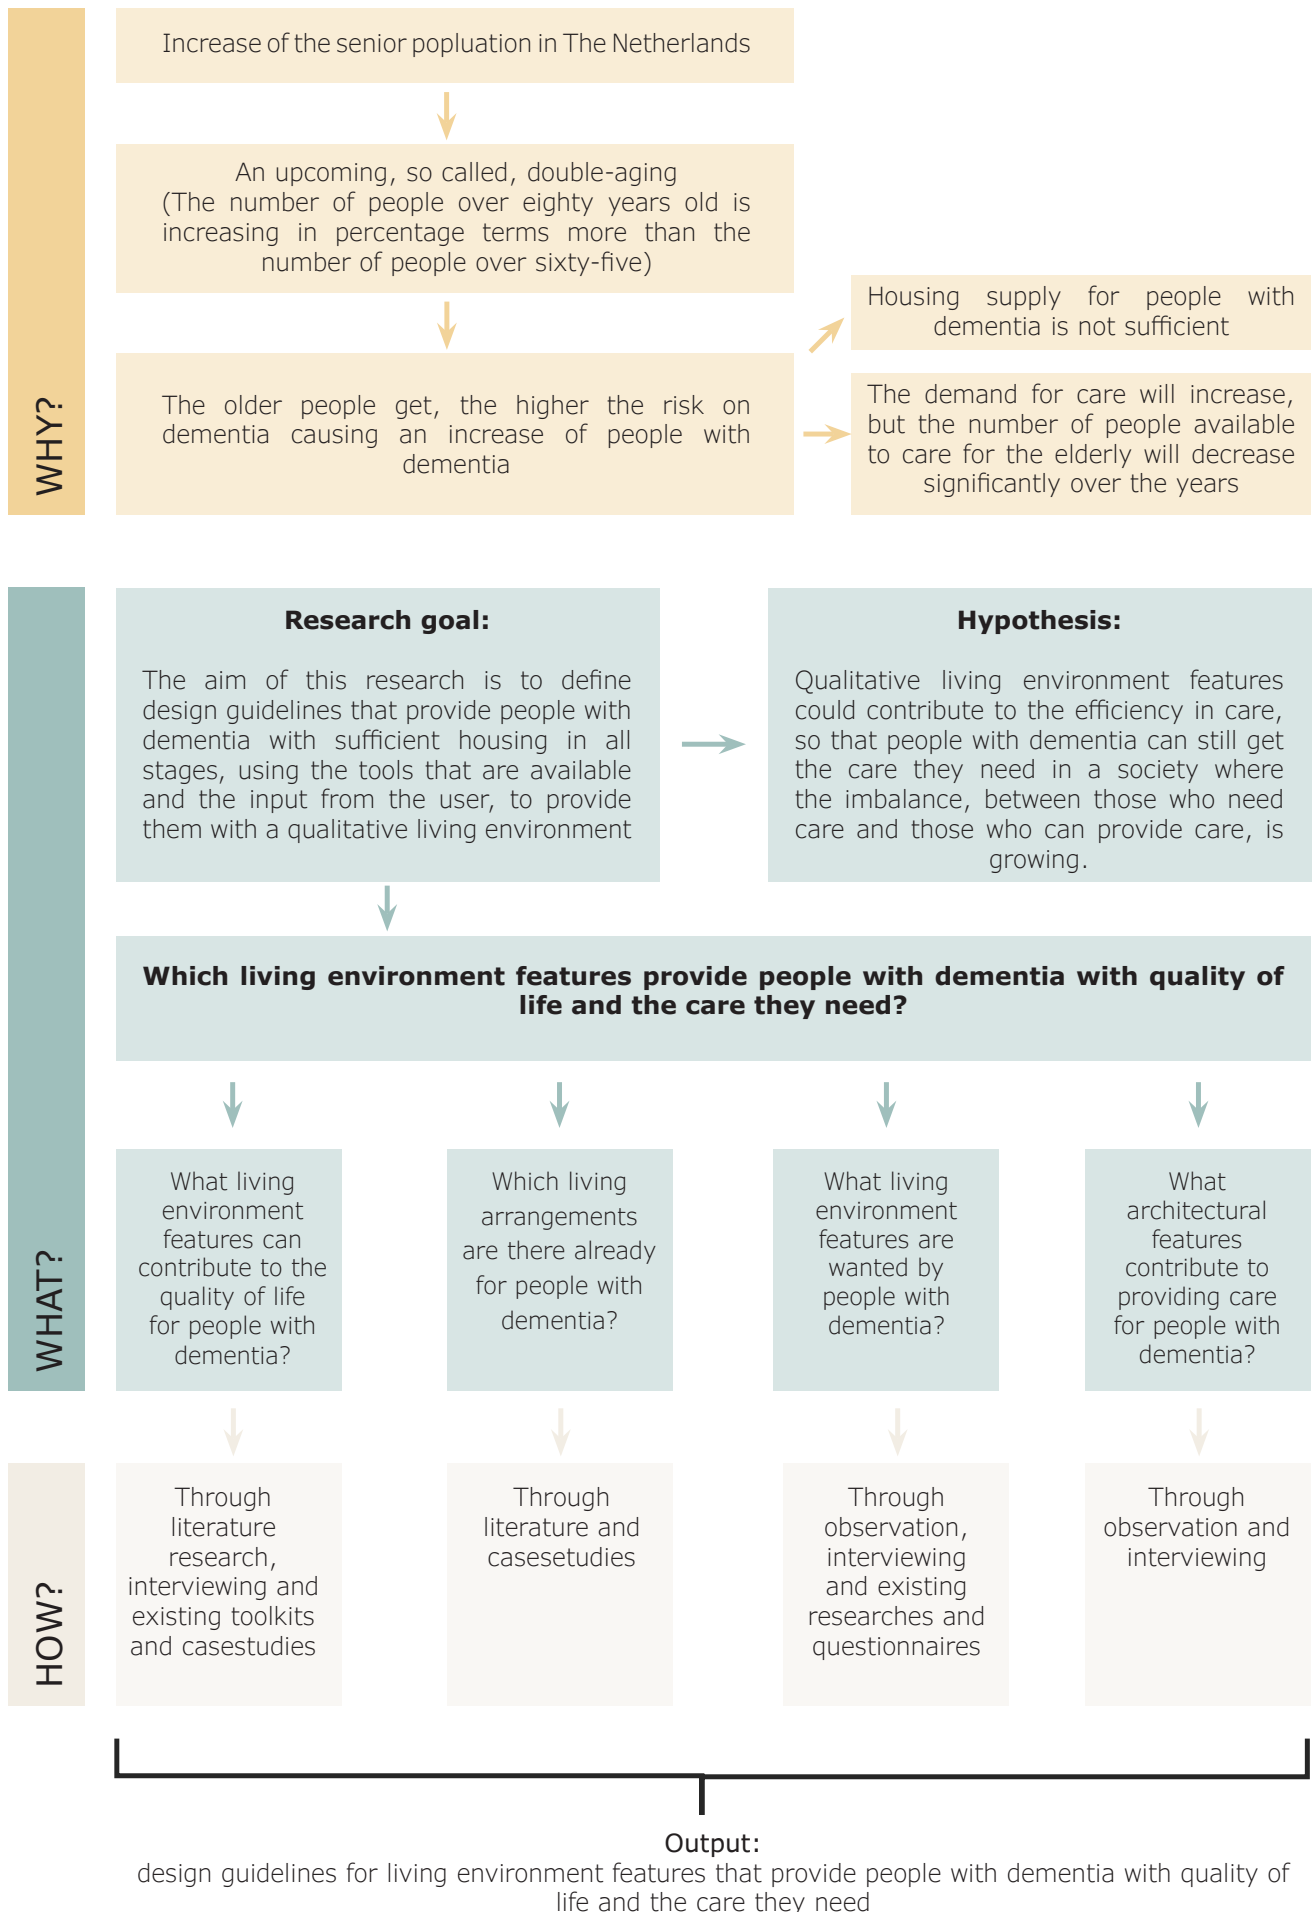 WHY?
Increase of the senior popluation in The Netherlands
An upcoming, so called, double-aging
(The number of people over eighty years old is
increasing in percentage terms more than the
number of people over sixty-five)
The older people get, the higher the risk on
dementia causing an increase of people with
dementia
Housing supply for people with
dementia is not sufficient
The demand for care will increase,
but the number of people available
to care for the elderly will decrease
significantly over the years
WHAT?
Research goal:
The aim of this research is to define
design guidelines that provide people with
dementia with sufficient housing in all
stages, using the tools that are available
and the input from the user, to provide
them with a qualitative living environment
Hypothesis:
Qualitative living environment features
could contribute to the efficiency in care,
so that people with dementia can still get
the care they need in a society where
the imbalance, between those who need
care and those who can provide care, is
growing.
Which living environment features provide people with dementia with quality of
life and the care they need?
What living
environment
features can
contribute to the
quality of life
for people with
dementia?
Which living
arrangements
are there already
for people with
dementia?
What living
environment
features are
wanted by
people with
dementia?
What
architectural
features
contribute to
providing care
for people with
dementia?
HOW?
Through
literature
research,
interviewing and
existing toolkits
and casestudies
Through
literature and
casesetudies
Through
observation,
interviewing
and existing
researches and
questionnaires
Through
observation and
interviewing
Output:
design guidelines for living environment features that provide people with dementia with quality of
life and the care they need